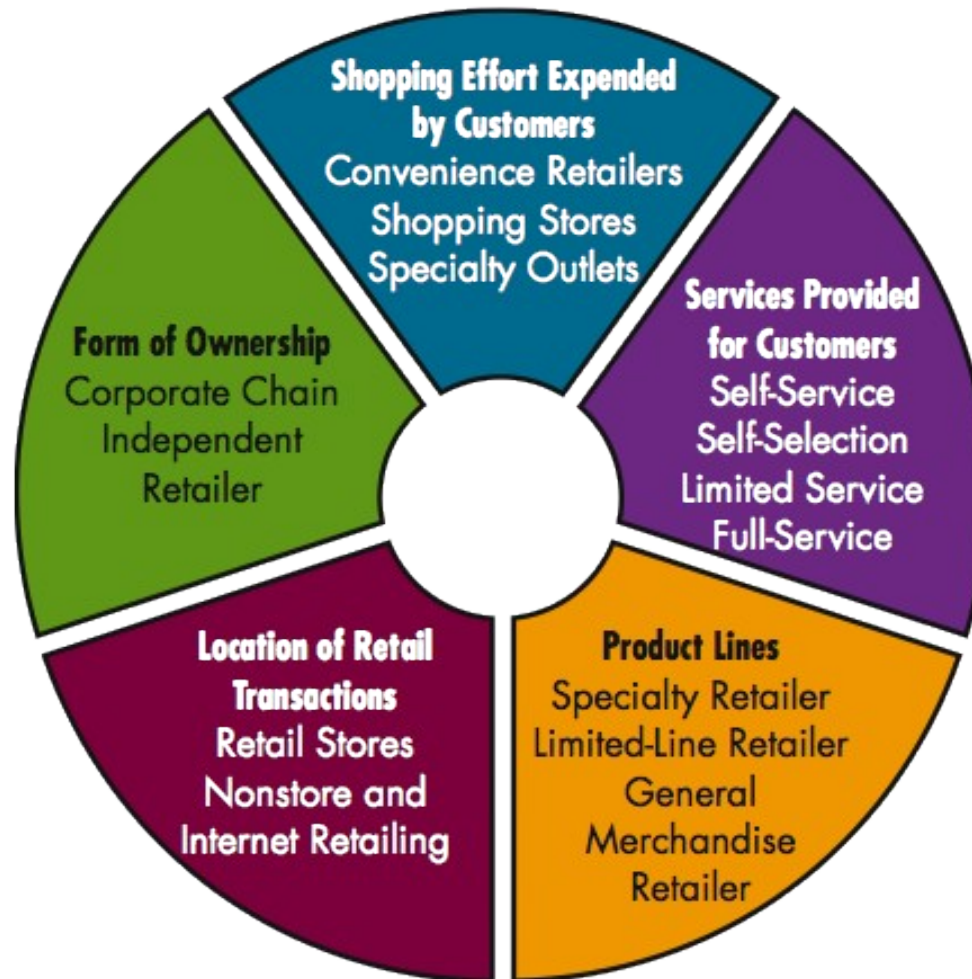 Shopping Effort Expended
by Customers
Convenience Retailers
Shopping Stores
Specialty Outlets
Services Provided
for Customers
Self-Service
Self-Selection
Limited Service
Full-Service
Product Lines
Specialty Retailer
Limited-Line Retailer
General
Merchandise
Retailer
Location of Retail
Transactions
Retail Stores
Nonstore and
Internet Retailing
Form of Ownership
Corporate Chain
Independent
Retailer